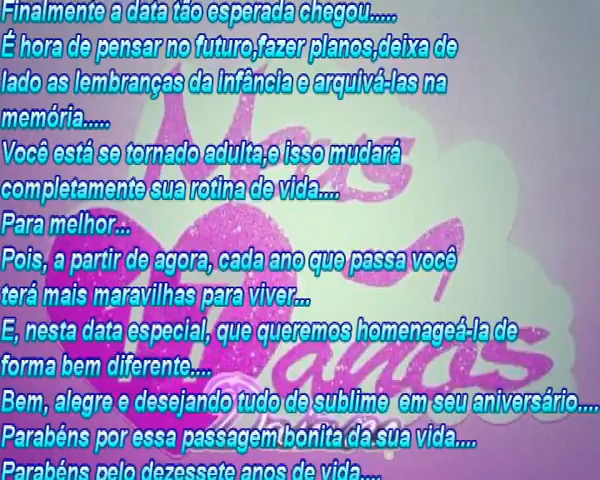 Finalmente a data tão esperada chegou.....
É hora de pensar no futuro,fazer planos,deixa de
lado as lembranças da infância e arquivá-las na
memória.....
Você está se tornado adulta,e isso mudará
completamente sua rotina de vida....
Para melhor...
Pois, a partir de agora, cada ano que passa você
terá mais maravilhas para viver...
E, nesta data especial, que queremos homenageá-la de
forma bem diferente....
Bem, alegre e desejando tudo de sublime em seu aniversário....
Parabéns por essa passagem bonita da sua vida....
Parabéns pelo dezessete anos de vida....
Meus
17 anos